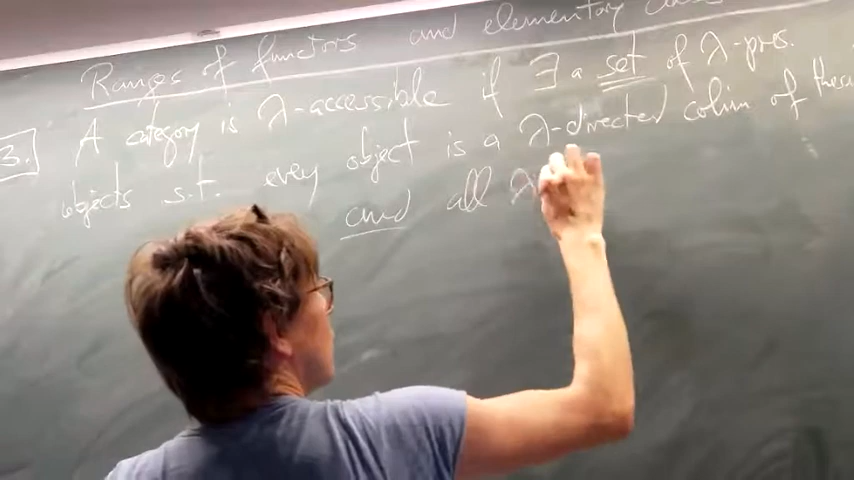 Ranges of functors and elementary
3. A category is λ-accessible if ∃ a set of λ-pres.
objects s.t. every object is a λ-directed colim of these
and all λ